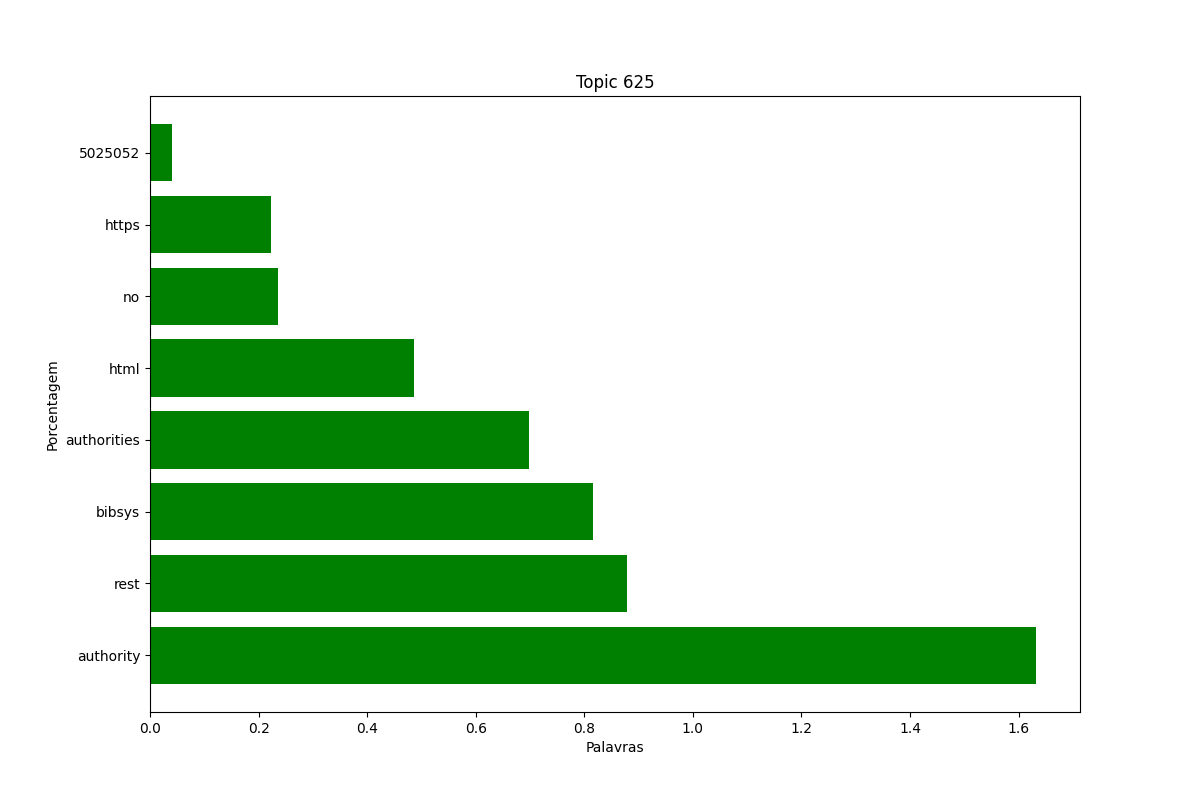 Topic 625
5025052
https
no
html
authorities
bibsys
rest
authority
Porcentagem
0.0 0.2 0.4 0.6 0.8 1.0 1.2 1.4 1.6
Palavras